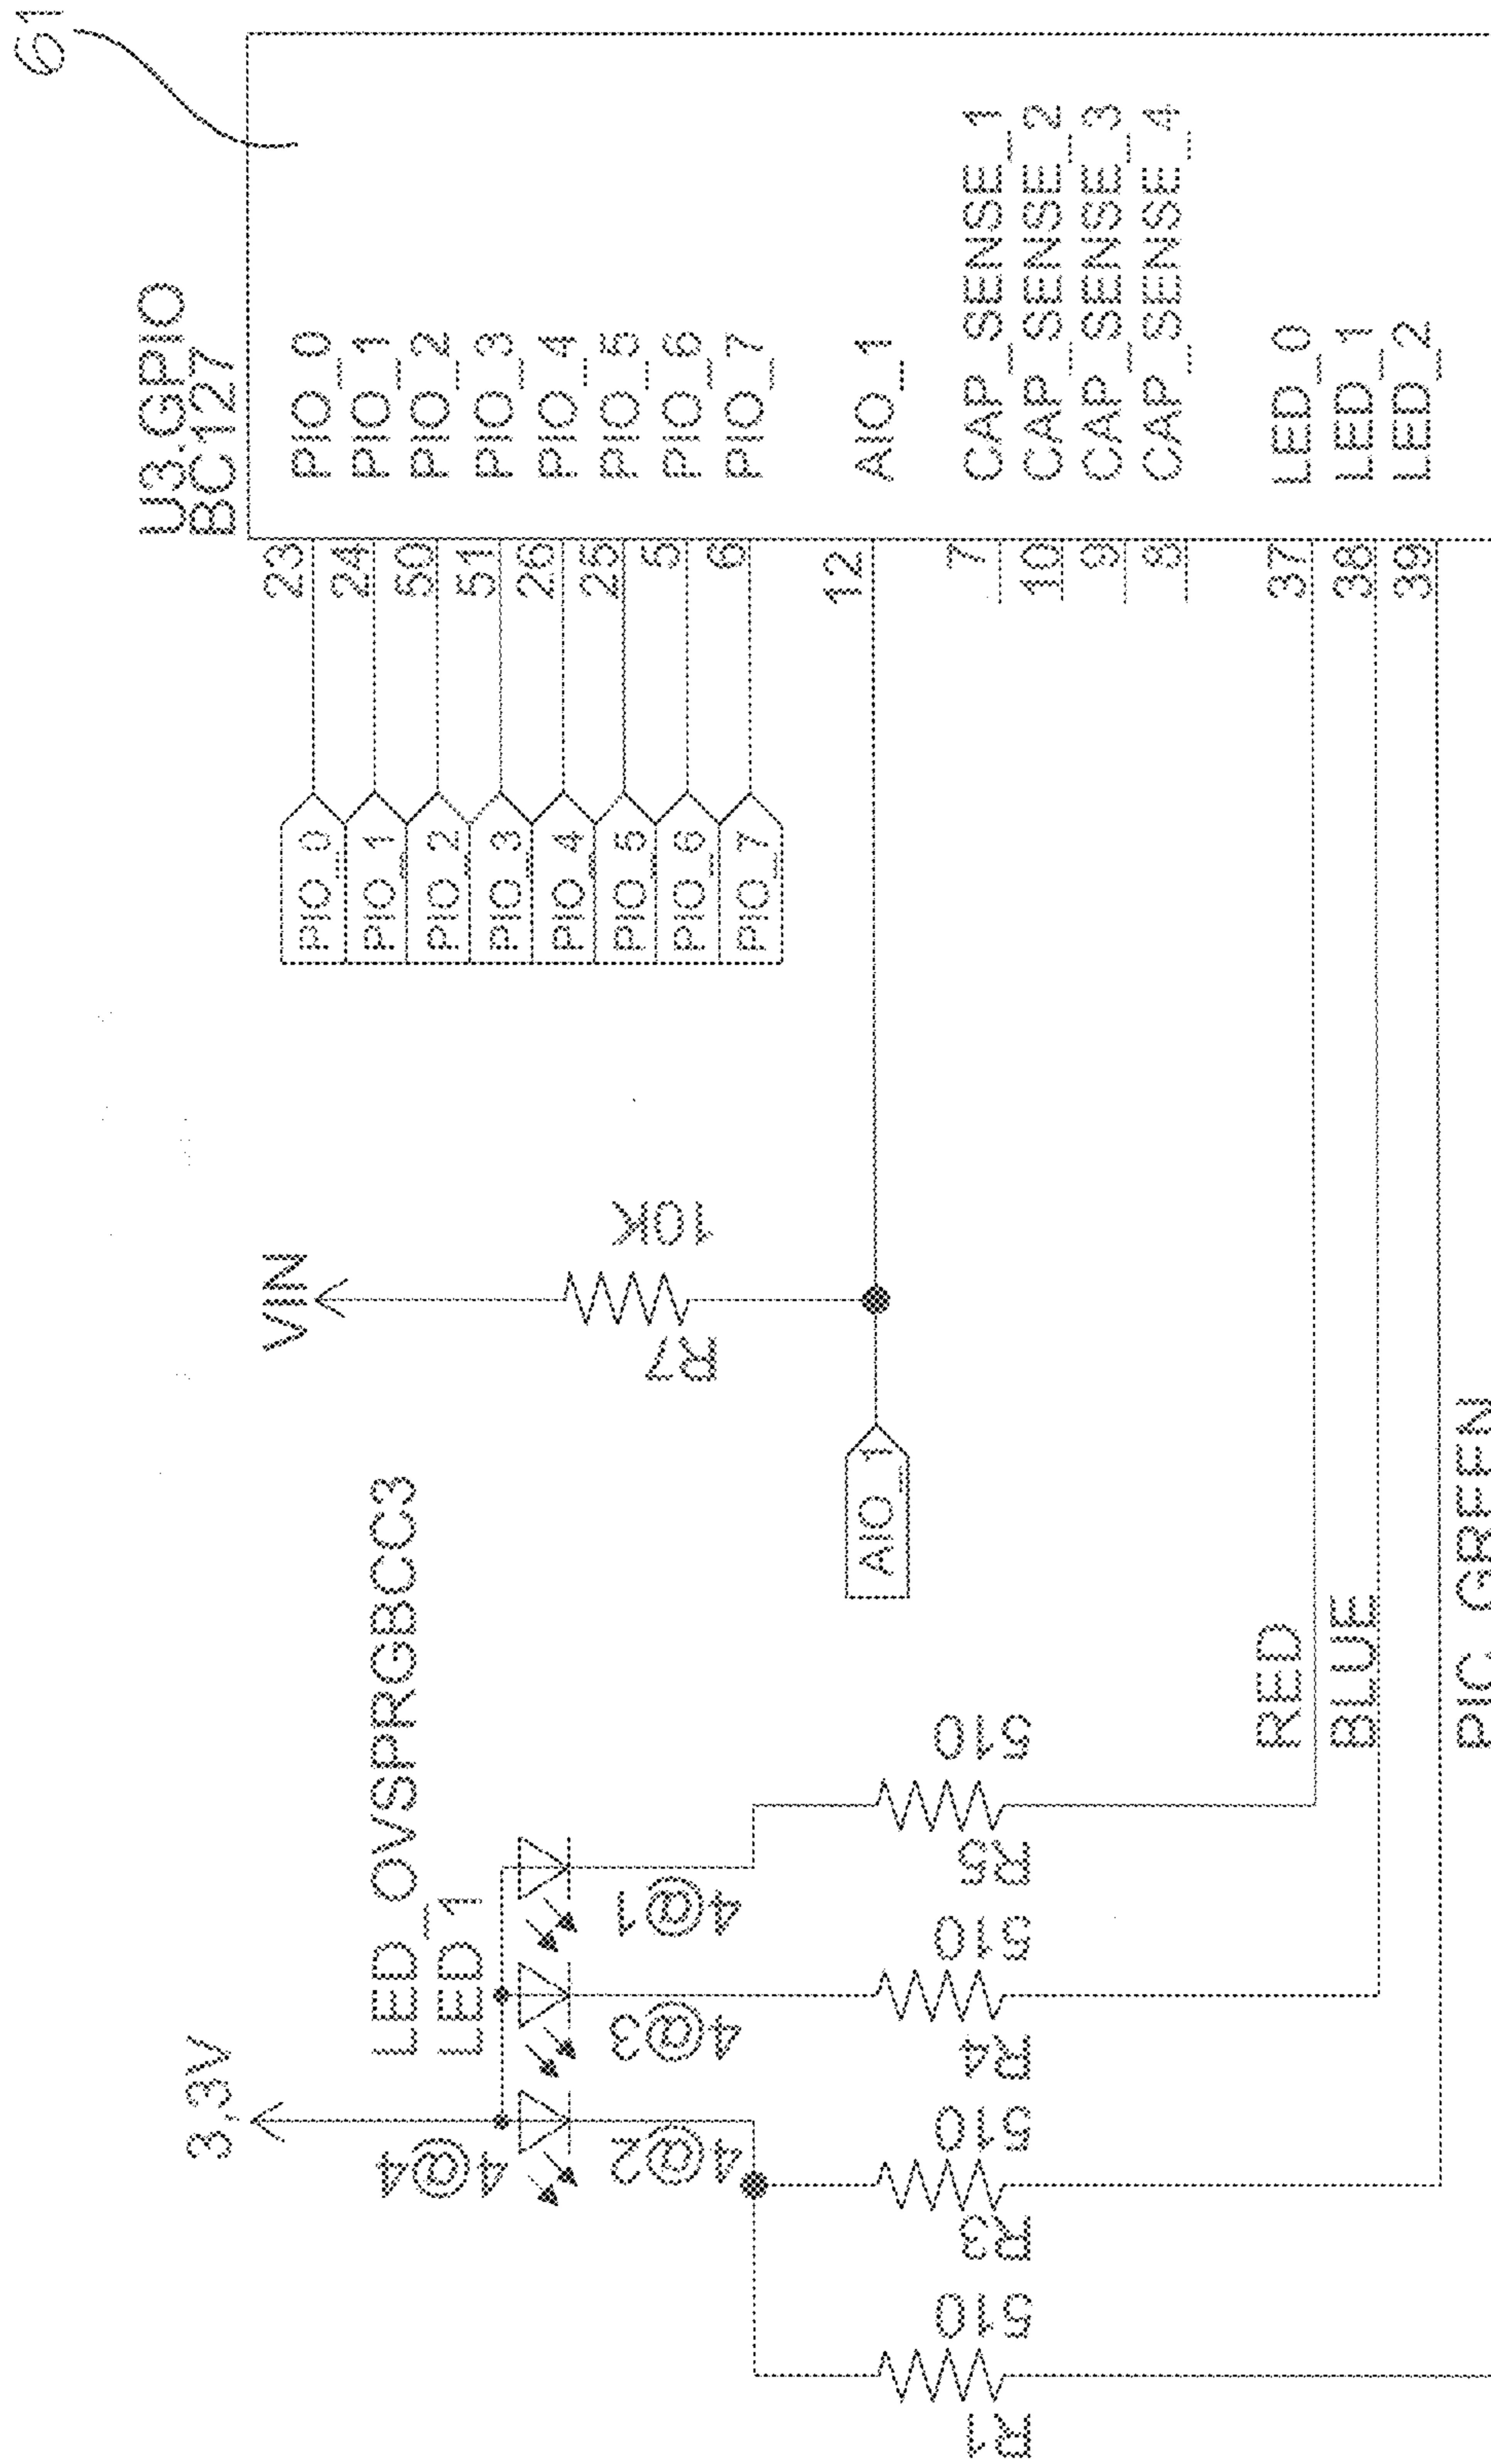 61
U3.GPIO
BC127
23 PIO_0
24 PIO_1
50 PIO_2
51 PIO_3
26 PIO_4
25 PIO_5
5 PIO_6
6 PIO_7
12 AIO_1
7 CAP_SENSE_1
10 CAP_SENSE_2
9 CAP_SENSE_3
8 CAP_SENSE_4
37 LED_0
38 LED_1
39 LED_2
PIO_0
PIO_1
PIO_2
PIO_3
PIO_4
PIO_5
PIO_6
PIO_7
VIN
R7
10K
AIO_1
3,3V
LED_OVSPRGBCC3
LED_1
4@4
4@2
4@3
4@1
R1
510
R3
510
R4
510
R5
510
RED
BLUE
PIC GREEN